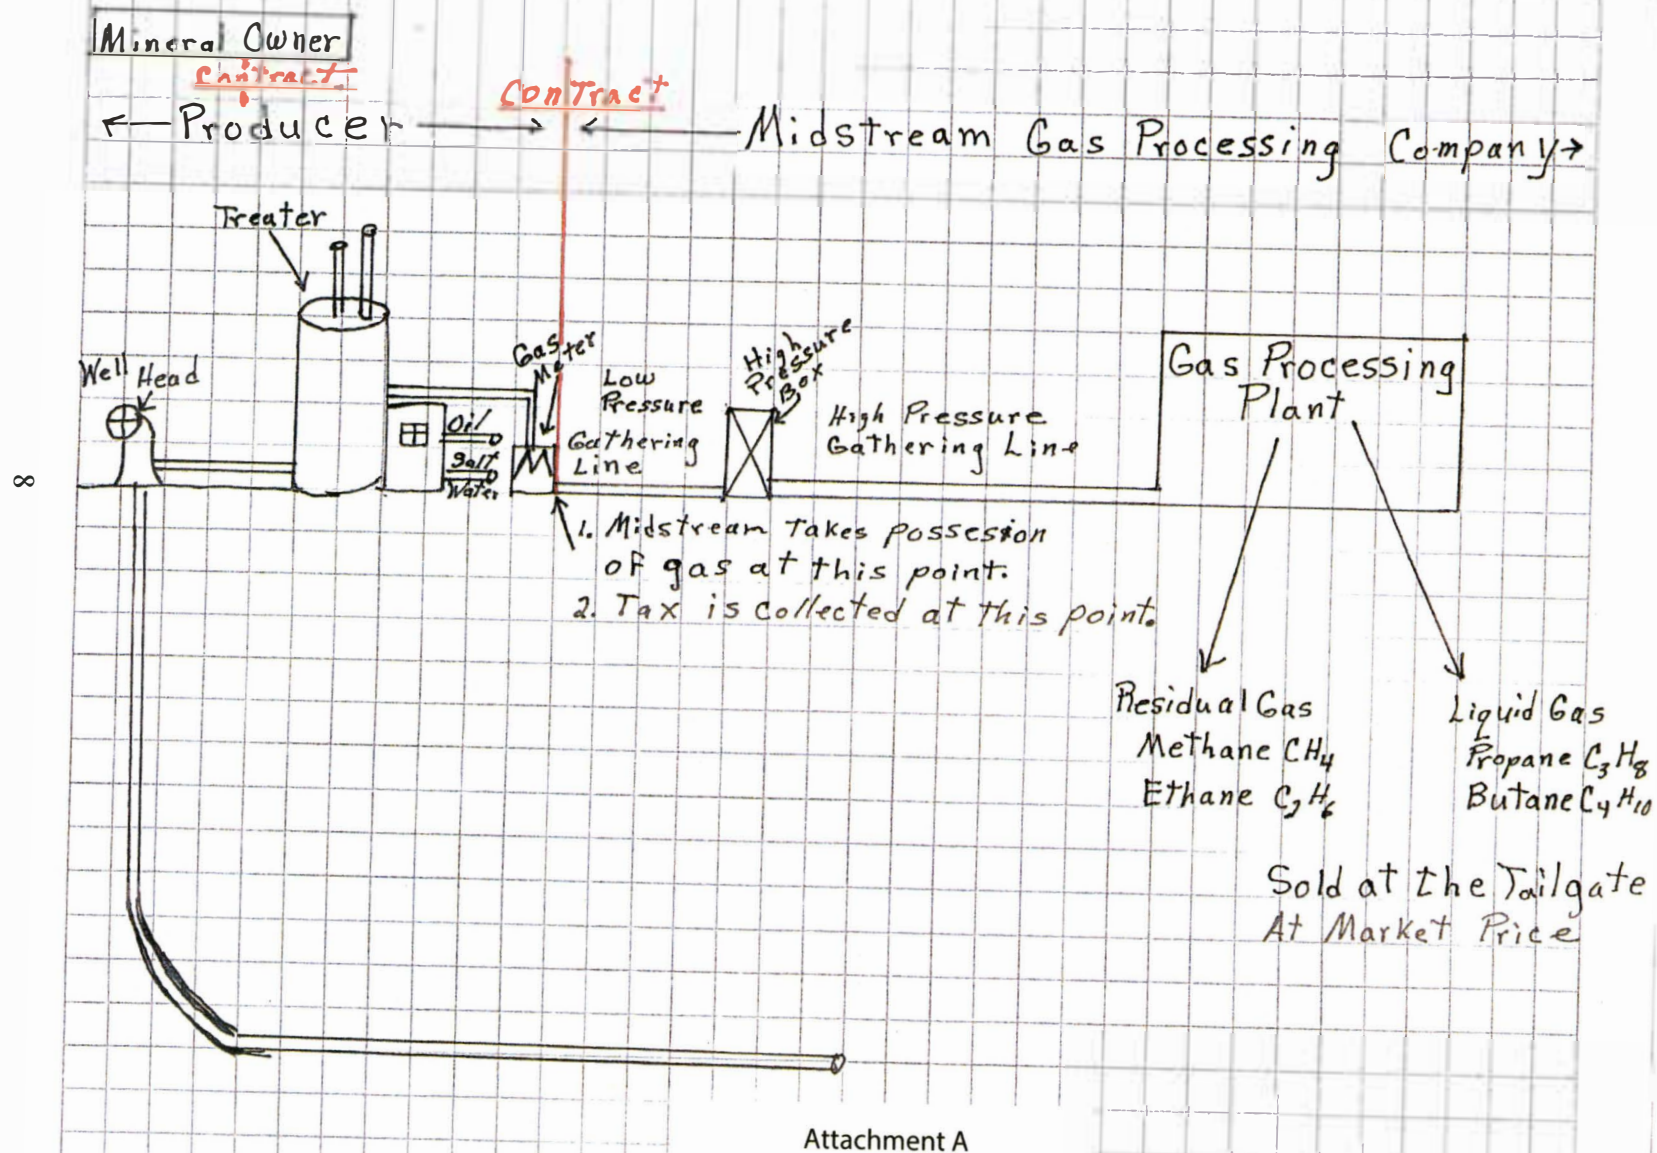 Mineral Owner
Contract
Contract
← Producer →
← Midstream Gas Processing Company →
Treater
Well Head
Gas
Meter
Oil
Salt
Water
Low
Pressure
Gathering
Line
High
Pressure
Box
High Pressure
Gathering Line
Gas Processing
Plant
1. Midstream Takes possesion
of gas at this point.
2. Tax is collected at this point.
Residual Gas
Methane CH4
Ethane C2H6
Liquid Gas
Propane C3H8
Butane C4H10
Sold at the Tailgate
At Market Price
8
Attachment A